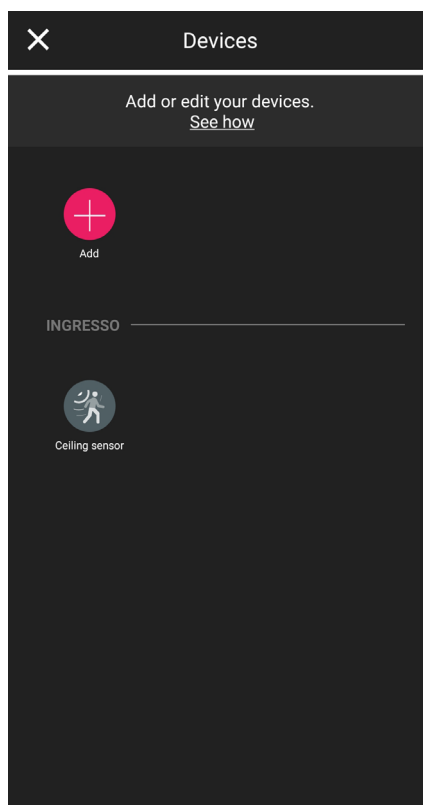 Devices
Add or edit your devices.
See how
Add
INGRESSO
Ceiling sensor